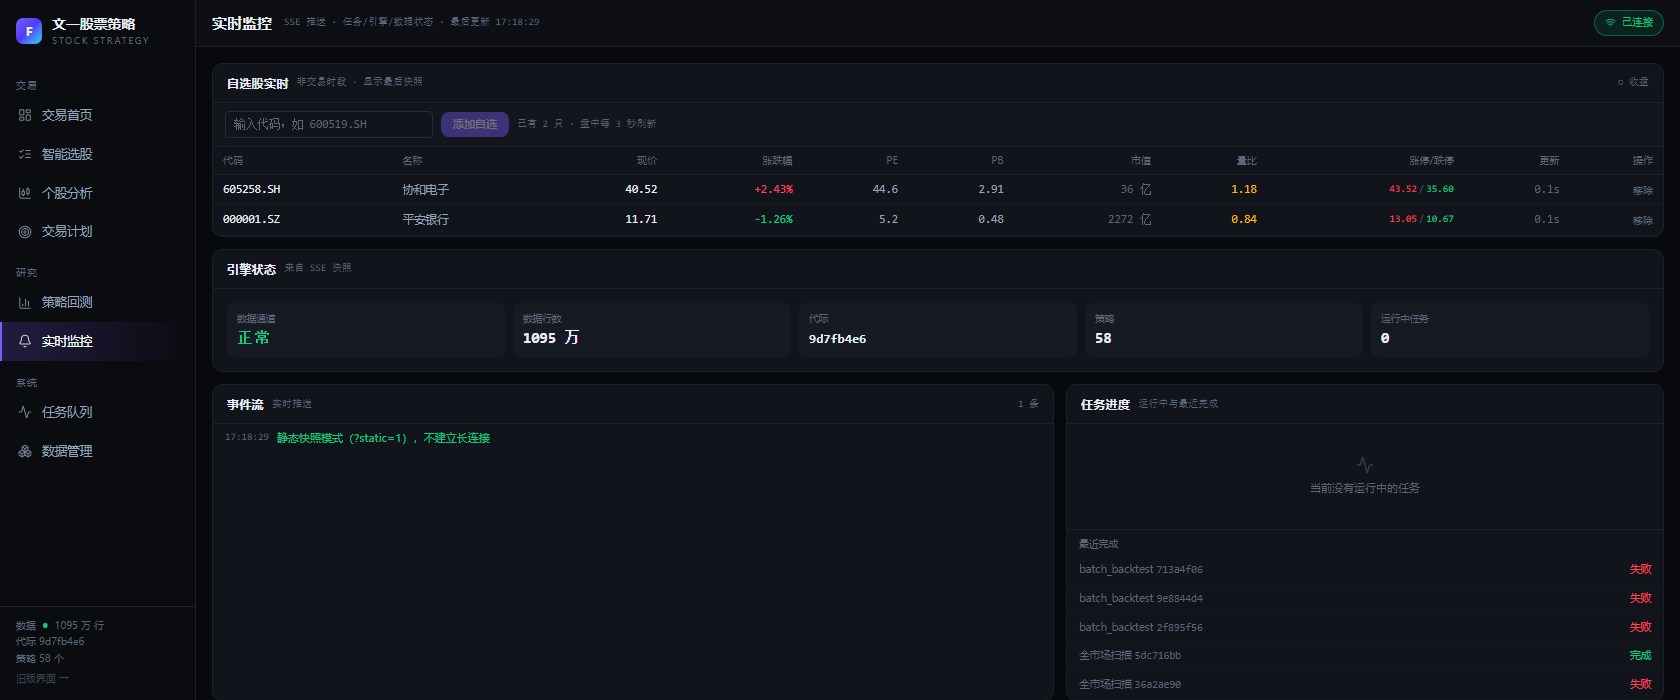 F
文一股票策略
STOCK STRATEGY
交易
交易首页
智能选股
个股分析
交易计划
研究
策略回测
实时监控
系统
任务队列
数据管理
数据 1095 万 行
代际 9d7fb4e6
策略 58 个
旧版界面 →
实时监控 SSE 推送 · 任务/引擎/数据状态 · 最后更新 17:18:29
已连接
自选股实时 非交易时段 · 显示最后快照
○ 收盘
输入代码，如 600519.SH
添加自选
已有 2 只 · 盘中每 3 秒刷新
代码 名称 现价 涨跌幅 PE PB 市值 量比 涨停/跌停 更新 操作
605258.SH 协和电子 40.52 +2.43% 44.6 2.91 36 亿 1.18 43.52/35.60 0.1s 移除
000001.SZ 平安银行 11.71 -1.26% 5.2 0.48 2272 亿 0.84 13.05/10.67 0.1s 移除
引擎状态 来自 SSE 快照
数据通道
正常
数据行数
1095 万
代际
9d7fb4e6
策略
58
运行中任务
0
事件流 实时推送
1 条
17:18:29 静态快照模式（?static=1），不建立长连接
任务进度 运行中与最近完成
当前没有运行中的任务
最近完成
batch_backtest 713a4f06 失败
batch_backtest 9e8844d4 失败
batch_backtest 2f895f56 失败
全市场扫描 5dc716bb 完成
全市场扫描 36a2ae90 失败